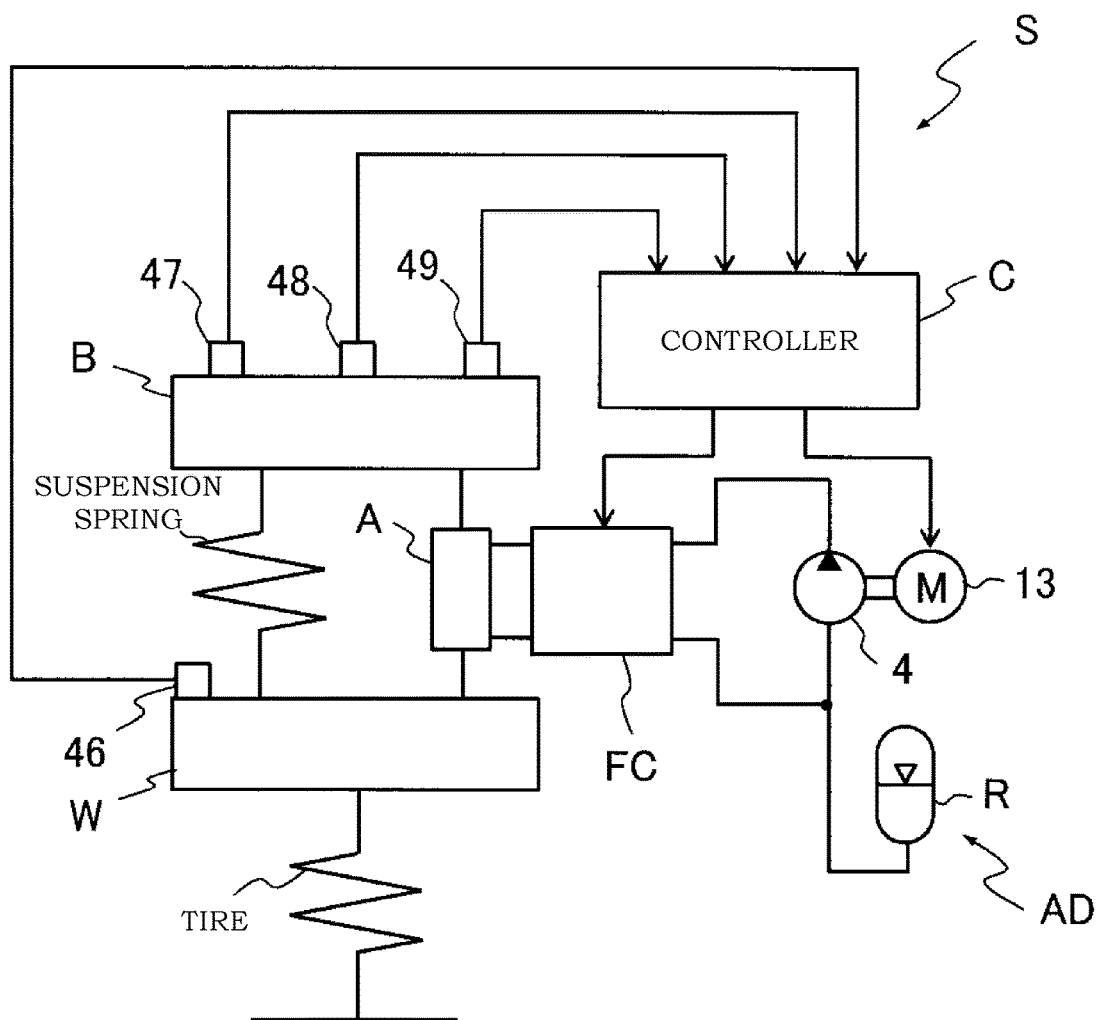 S
47
48
49
C
CONTROLLER
B
SUSPENSION
SPRING
A
M
13
4
46
FC
W
R
TIRE
AD